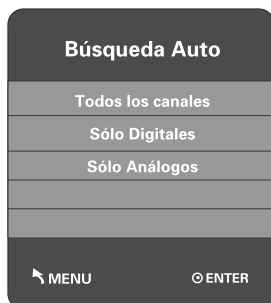 Búsqueda Auto
Todos los canales
Sólo Digitales
Sólo Análogos
MENU
ENTER